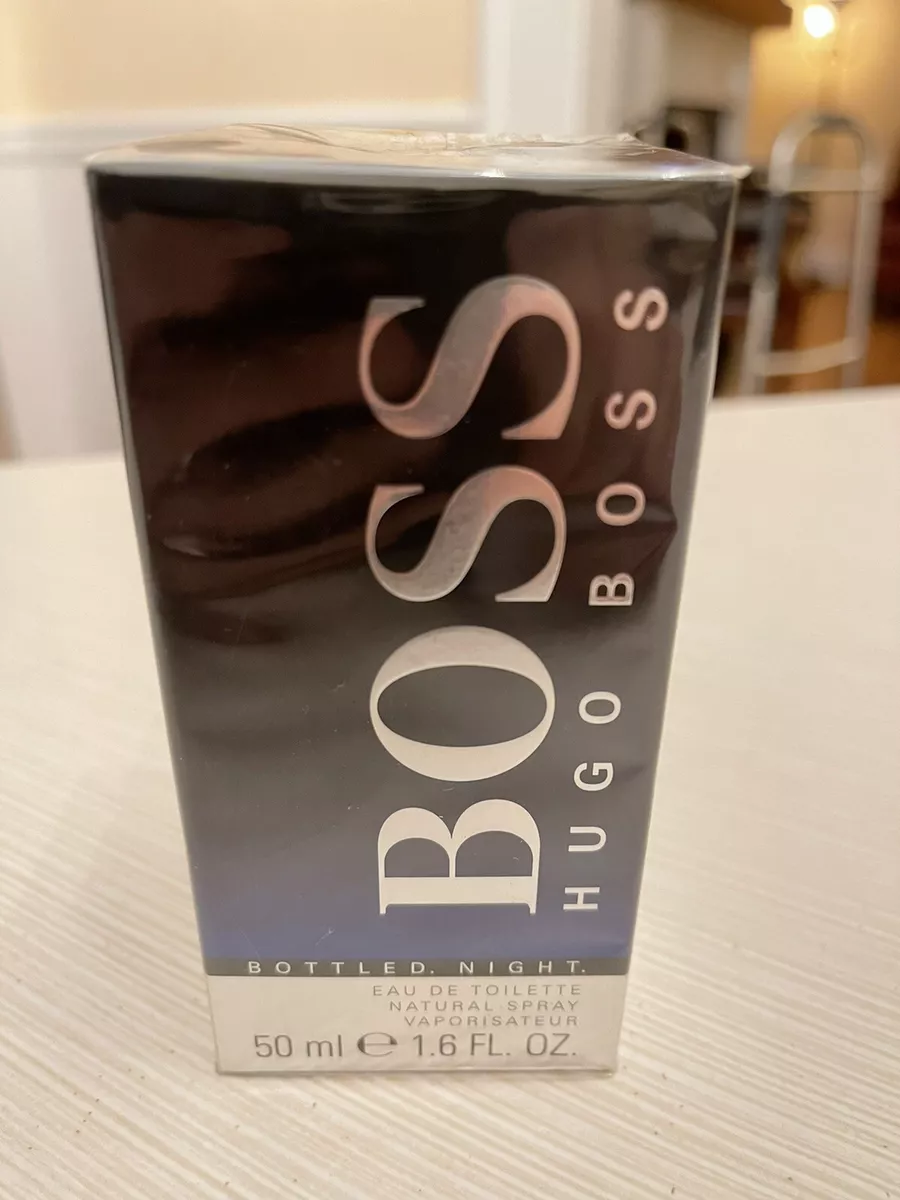 BOSS
HUGO BOSS
BOTTLED. NIGHT.
EAU DE TOILETTE
NATURAL SPRAY
VAPORISATEUR
50 ml ℮ 1.6 FL. OZ.